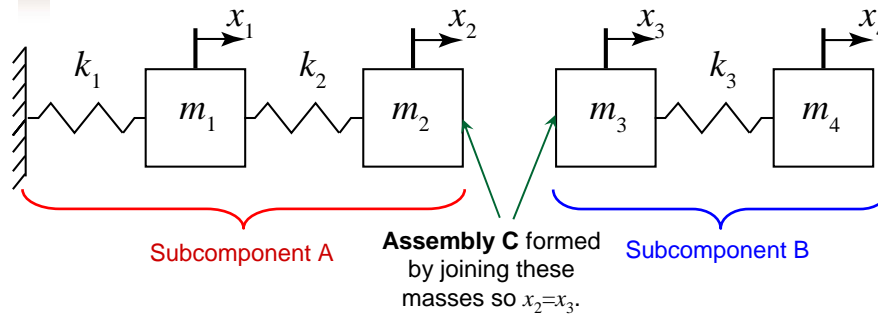 x₁ x₂ x₃ x₄
k₁ k₂ k₃
m₁ m₂ m₃ m₄
Subcomponent A
Assembly C formed
by joining these
masses so x₂=x₃.
Subcomponent B